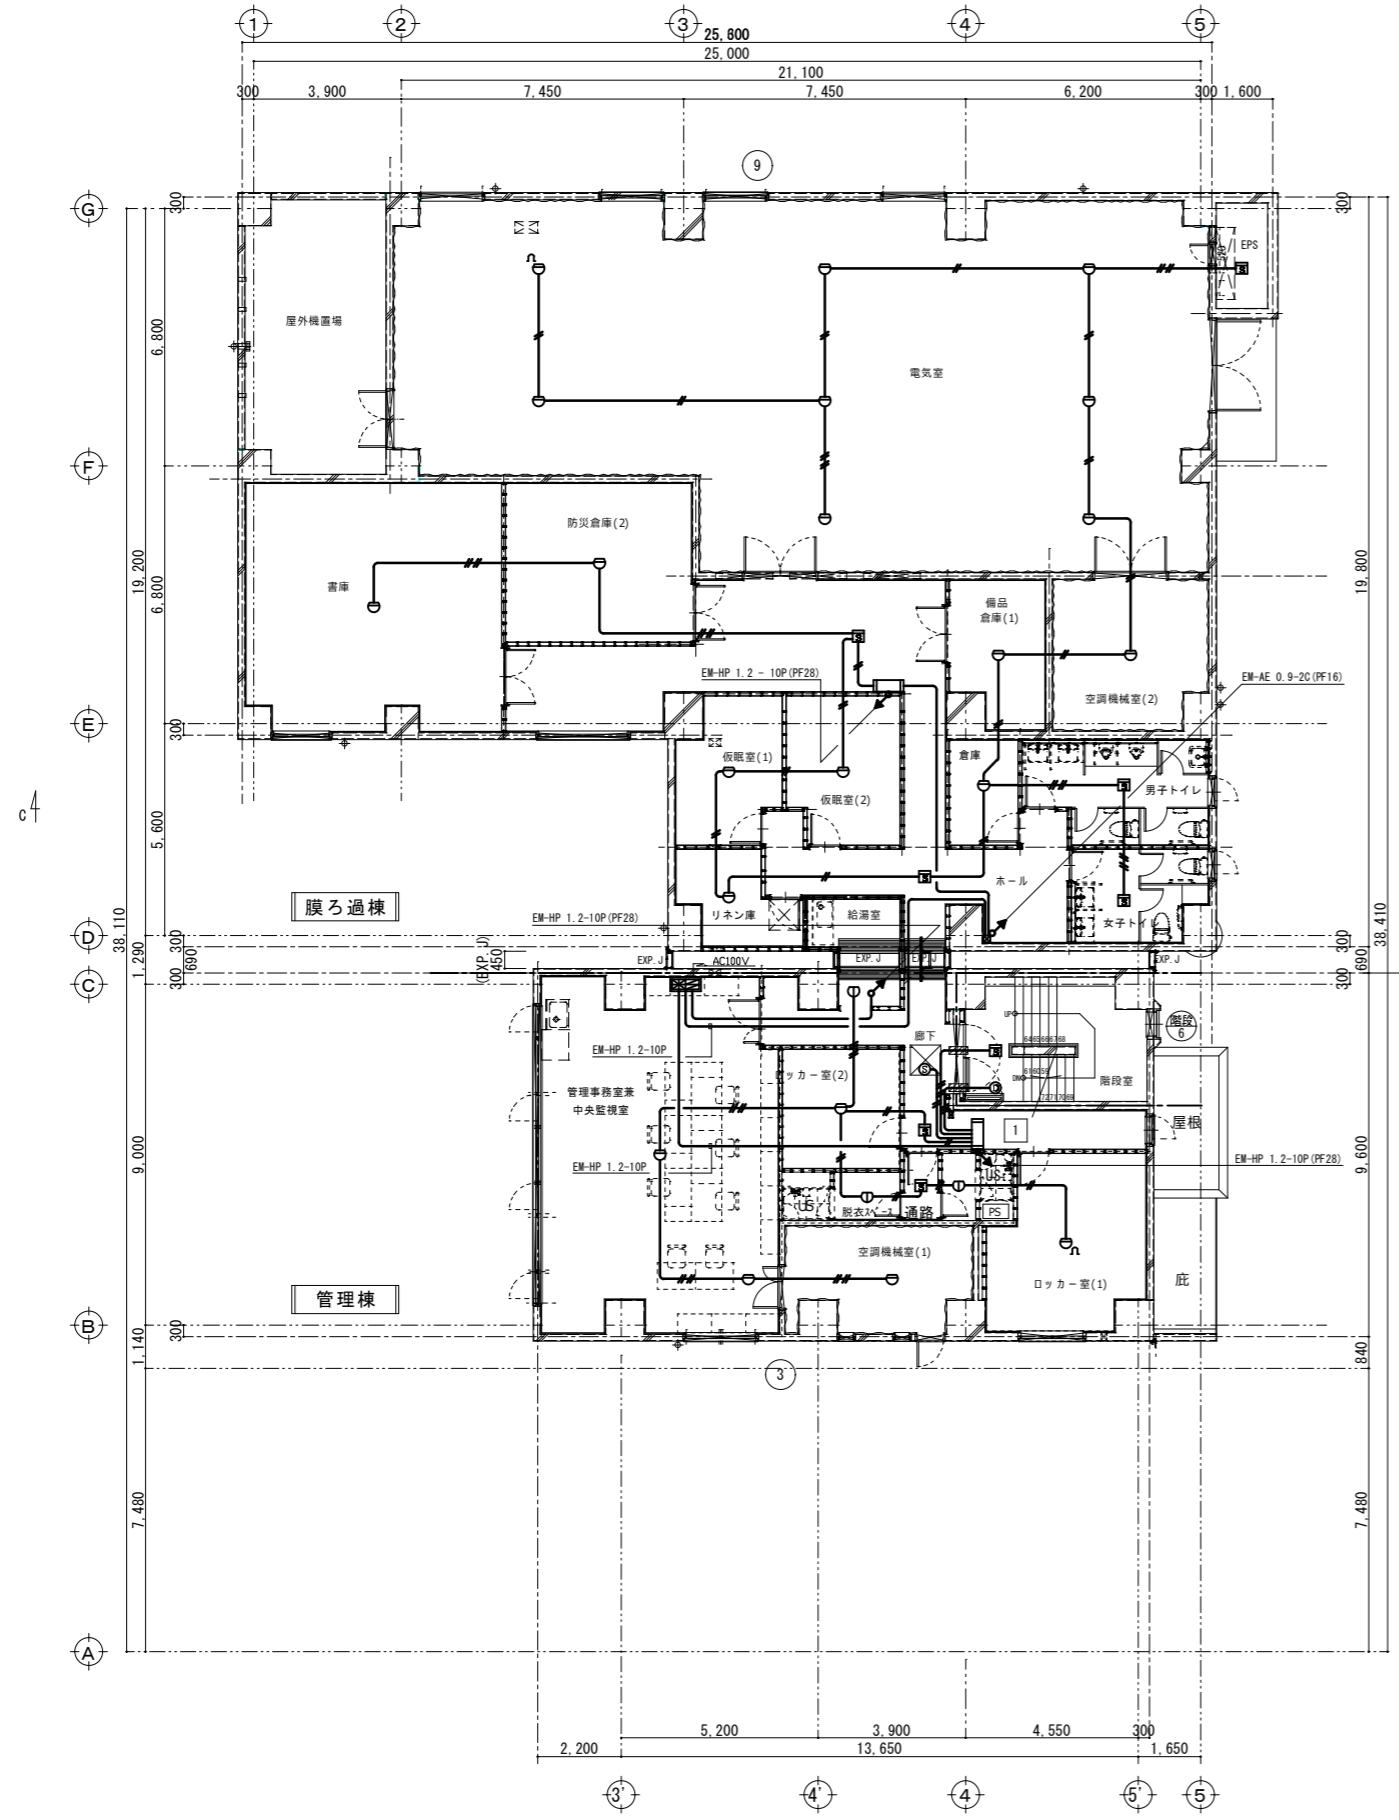 1 2 3 4 5
25,600
25,000
21,100
300 3,900 7,450 7,450 6,200 300 1,600
9
G
300 300
EPS
屋外機置場
電気室
6,800
F
防災倉庫(2)
書庫
19,200
6,800
19,800
備品
倉庫(1)
EM-HP 1.2 - 10P(PF28)
EM-AE 0.9-2C(PF16)
空調機械室(2)
E
300
仮眠室(1)
倉庫
男子トイレ
仮眠室(2)
C
5,600
ホール
膜ろ過棟
リネン庫
給湯室
女子トイレ
EM-HP 1.2-10P(PF28)
38,110
38,410
D
300 300
1,290
690
(EXP.J)
450
690
EXP.J
AC100V
EXP.J
EXP.J
EXP.J
C
300 300
UP
階段
6
廊下
EM-HP 1.2-10P
DN
階段室
ロッカー室(2)
管理事務室兼
中央監視室
屋根
1
9,000
9,600
EM-HP 1.2-10P
EM-HP 1.2-10P(PF28)
US
US
脱衣スペース
通路
PS
空調機械室(1)
ロッカー室(1)
庇
管理棟
B
300
1,140
840
3
7,480
7,480
A
5,200 3,900 4,550 300
2,200 13,650 1,650
3' 4' 4 5' 5